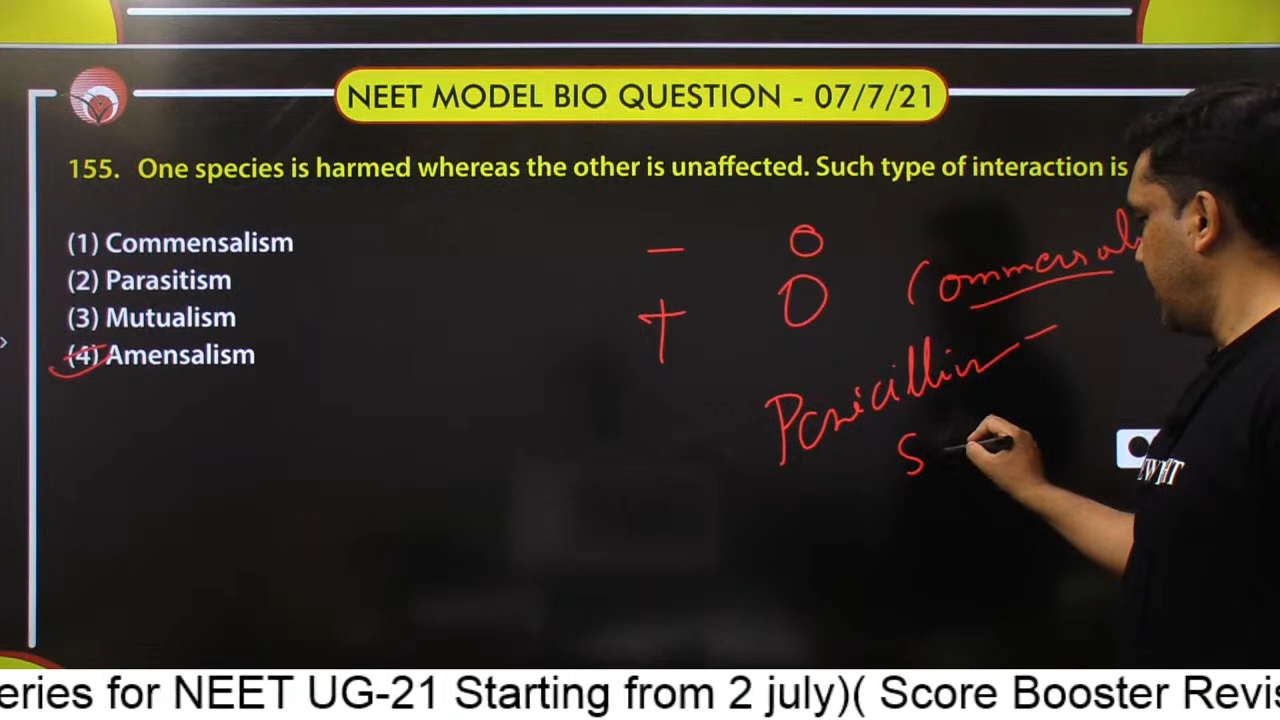 NEET MODEL BIO QUESTION - 07/7/21
155. One species is harmed whereas the other is unaffected. Such type of interaction is
(1) Commensalism
(2) Parasitism
(3) Mutualism
(4) Amensalism
− 0
+ 0
Penicillin
S
eries for NEET UG-21 Starting from 2 july)( Score Booster Revis